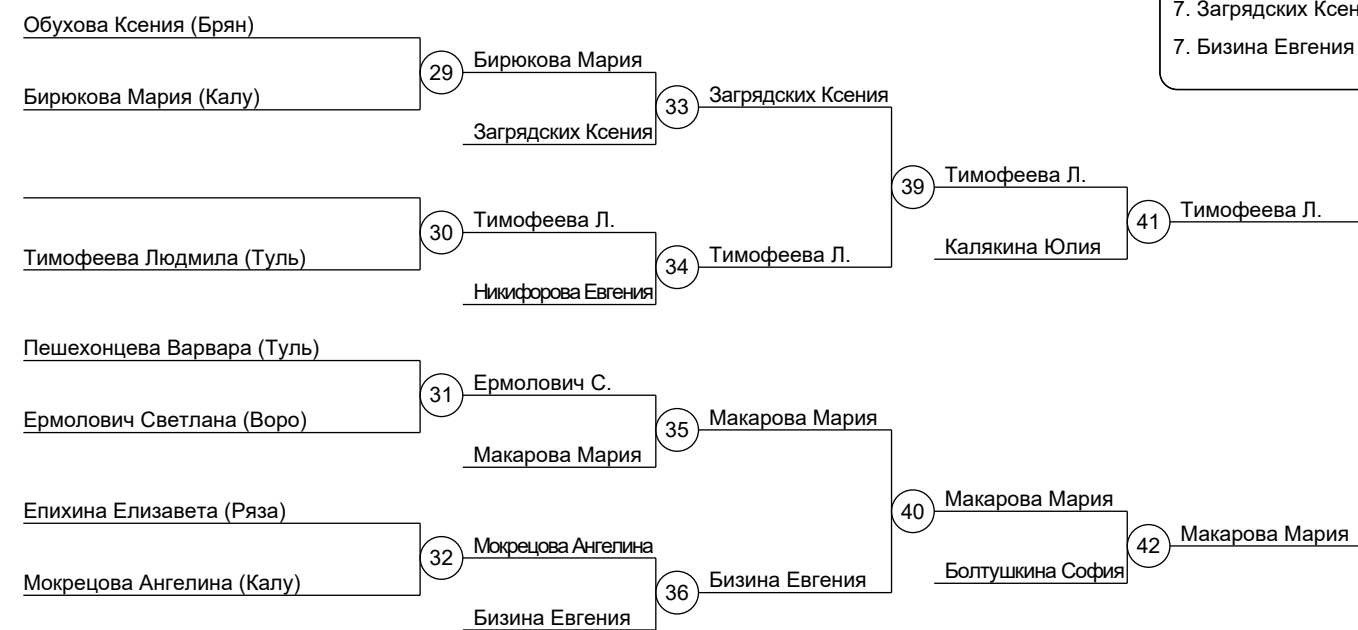 7. Загрядских Ксен
7. Бизина Евгения
Обухова Ксения (Брян)
29
Бирюкова Мария
Бирюкова Мария (Калу)
33
Загрядских Ксения
Загрядских Ксения
39
Тимофеева Л.
41
Тимофеева Л.
30
Тимофеева Л.
Калякина Юлия
Тимофеева Людмила (Туль)
34
Тимофеева Л.
Никифорова Евгения
Пешехонцева Варвара (Туль)
31
Ермолович С.
Ермолович Светлана (Воро)
35
Макарова Мария
Макарова Мария
40
Макарова Мария
42
Макарова Мария
Епихина Елизавета (Ряза)
32
Мокрецова Ангелина
Болтушкина София
Мокрецова Ангелина (Калу)
36
Бизина Евгения
Бизина Евгения